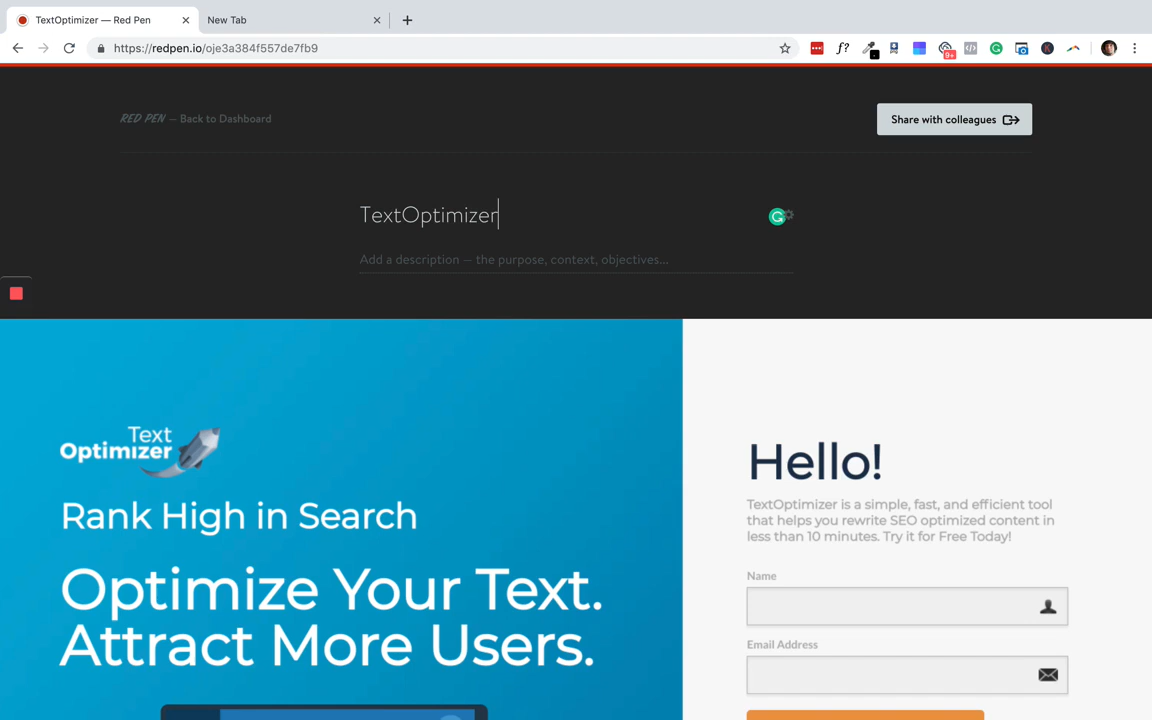 TextOptimizer — Red Pen
New Tab
https://redpen.io/oje3a384f557de7fb9
f?
9+
K
RED PEN — Back to Dashboard
Share with colleagues
TextOptimizer
G
Add a description — the purpose, context, objectives...
Text
Optimizer
Rank High in Search
Optimize Your Text.
Attract More Users.
Hello!
TextOptimizer is a simple, fast, and efficient tool
that helps you rewrite SEO optimized content in
less than 10 minutes. Try it for Free Today!
Name
Email Address